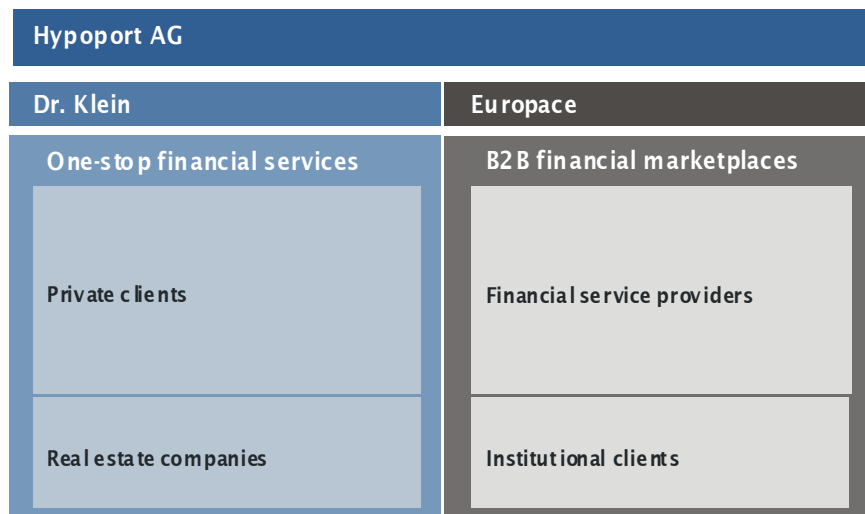 Hypoport AG
Dr. Klein
Europace
One-stop financial services
B2B financial marketplaces
Private clients
Financial service providers
Real estate companies
Institutional clients